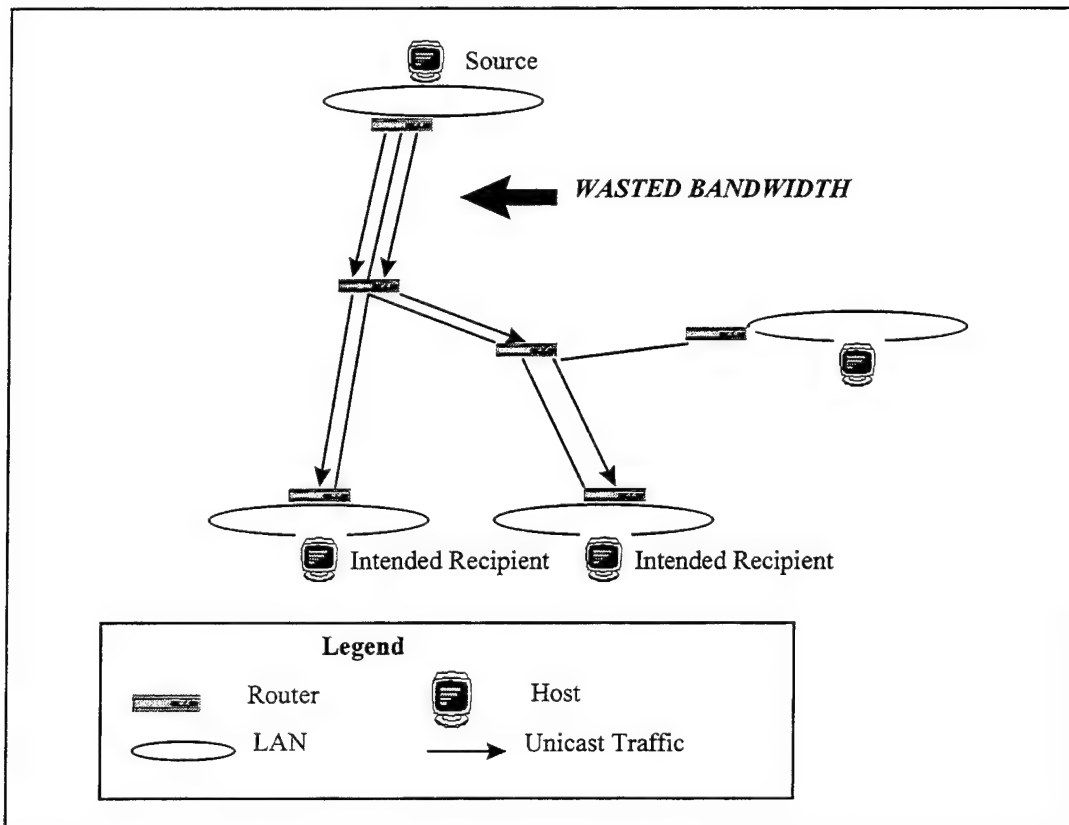 Source
WASTED BANDWIDTH
Intended Recipient
Intended Recipient
Legend
Router
Host
LAN
Unicast Traffic